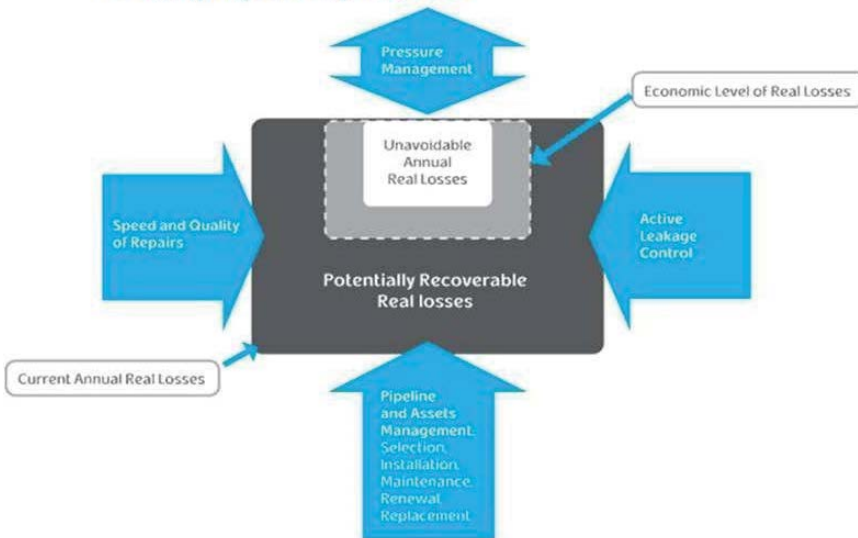 Pressure
Management
Economic Level of Real Losses
Unavoidable
Annual
Real Losses
Speed and Quality
of Repairs
Active
Leakage
Control
Potentially Recoverable
Real losses
Current Annual Real Losses
Pipeline
and Assets
Management,
Selection,
Installation,
Maintenance,
Renewal,
Replacement